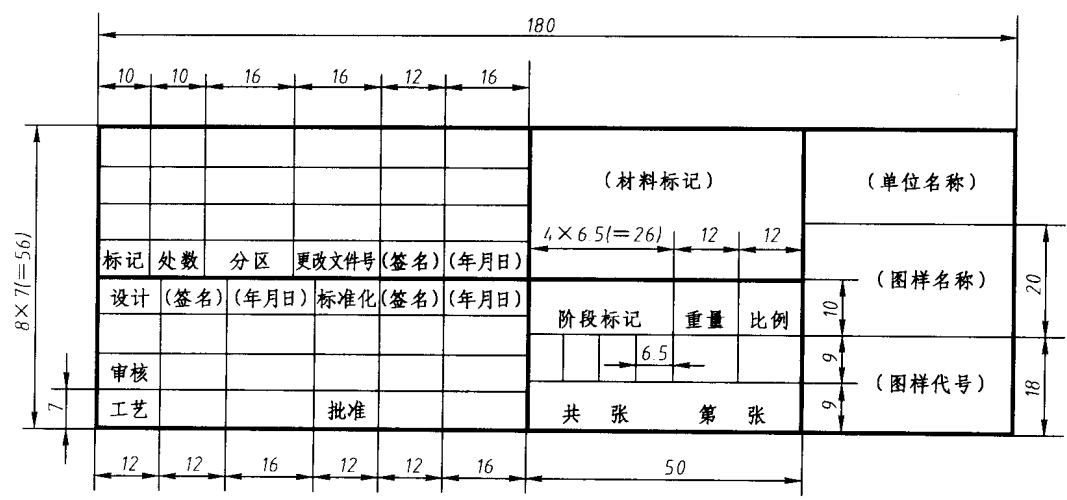 180
10 10 16 16 12 16
(材料标记) (单位名称)
4×6.5(=26) 12 12
8×7(=56)
标记 处数 分区 更改文件号 (签名) (年月日)
(图样名称)
20
设计 (签名) (年月日) 标准化 (签名) (年月日)
阶段标记 重量 比例
10
6.5
9
审核
(图样代号)
18
7
工艺 批准
共 张 第 张
9
12 12 16 12 12 16 50